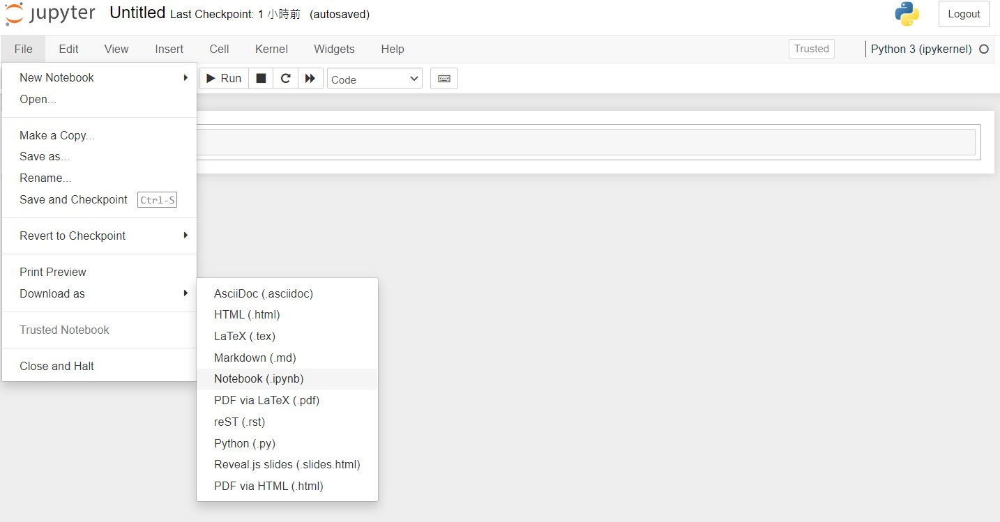 jupyter Untitled Last Checkpoint: 1 小時前 (autosaved) Logout
File Edit View Insert Cell Kernel Widgets Help Trusted Python 3 (ipykernel)
Run Code
New Notebook
Open...
Make a Copy...
Save as...
Rename...
Save and Checkpoint Ctrl-S
Revert to Checkpoint
Print Preview
Download as
Trusted Notebook
Close and Halt
AsciiDoc (.asciidoc)
HTML (.html)
LaTeX (.tex)
Markdown (.md)
Notebook (.ipynb)
PDF via LaTeX (.pdf)
reST (.rst)
Python (.py)
Reveal.js slides (.slides.html)
PDF via HTML (.html)